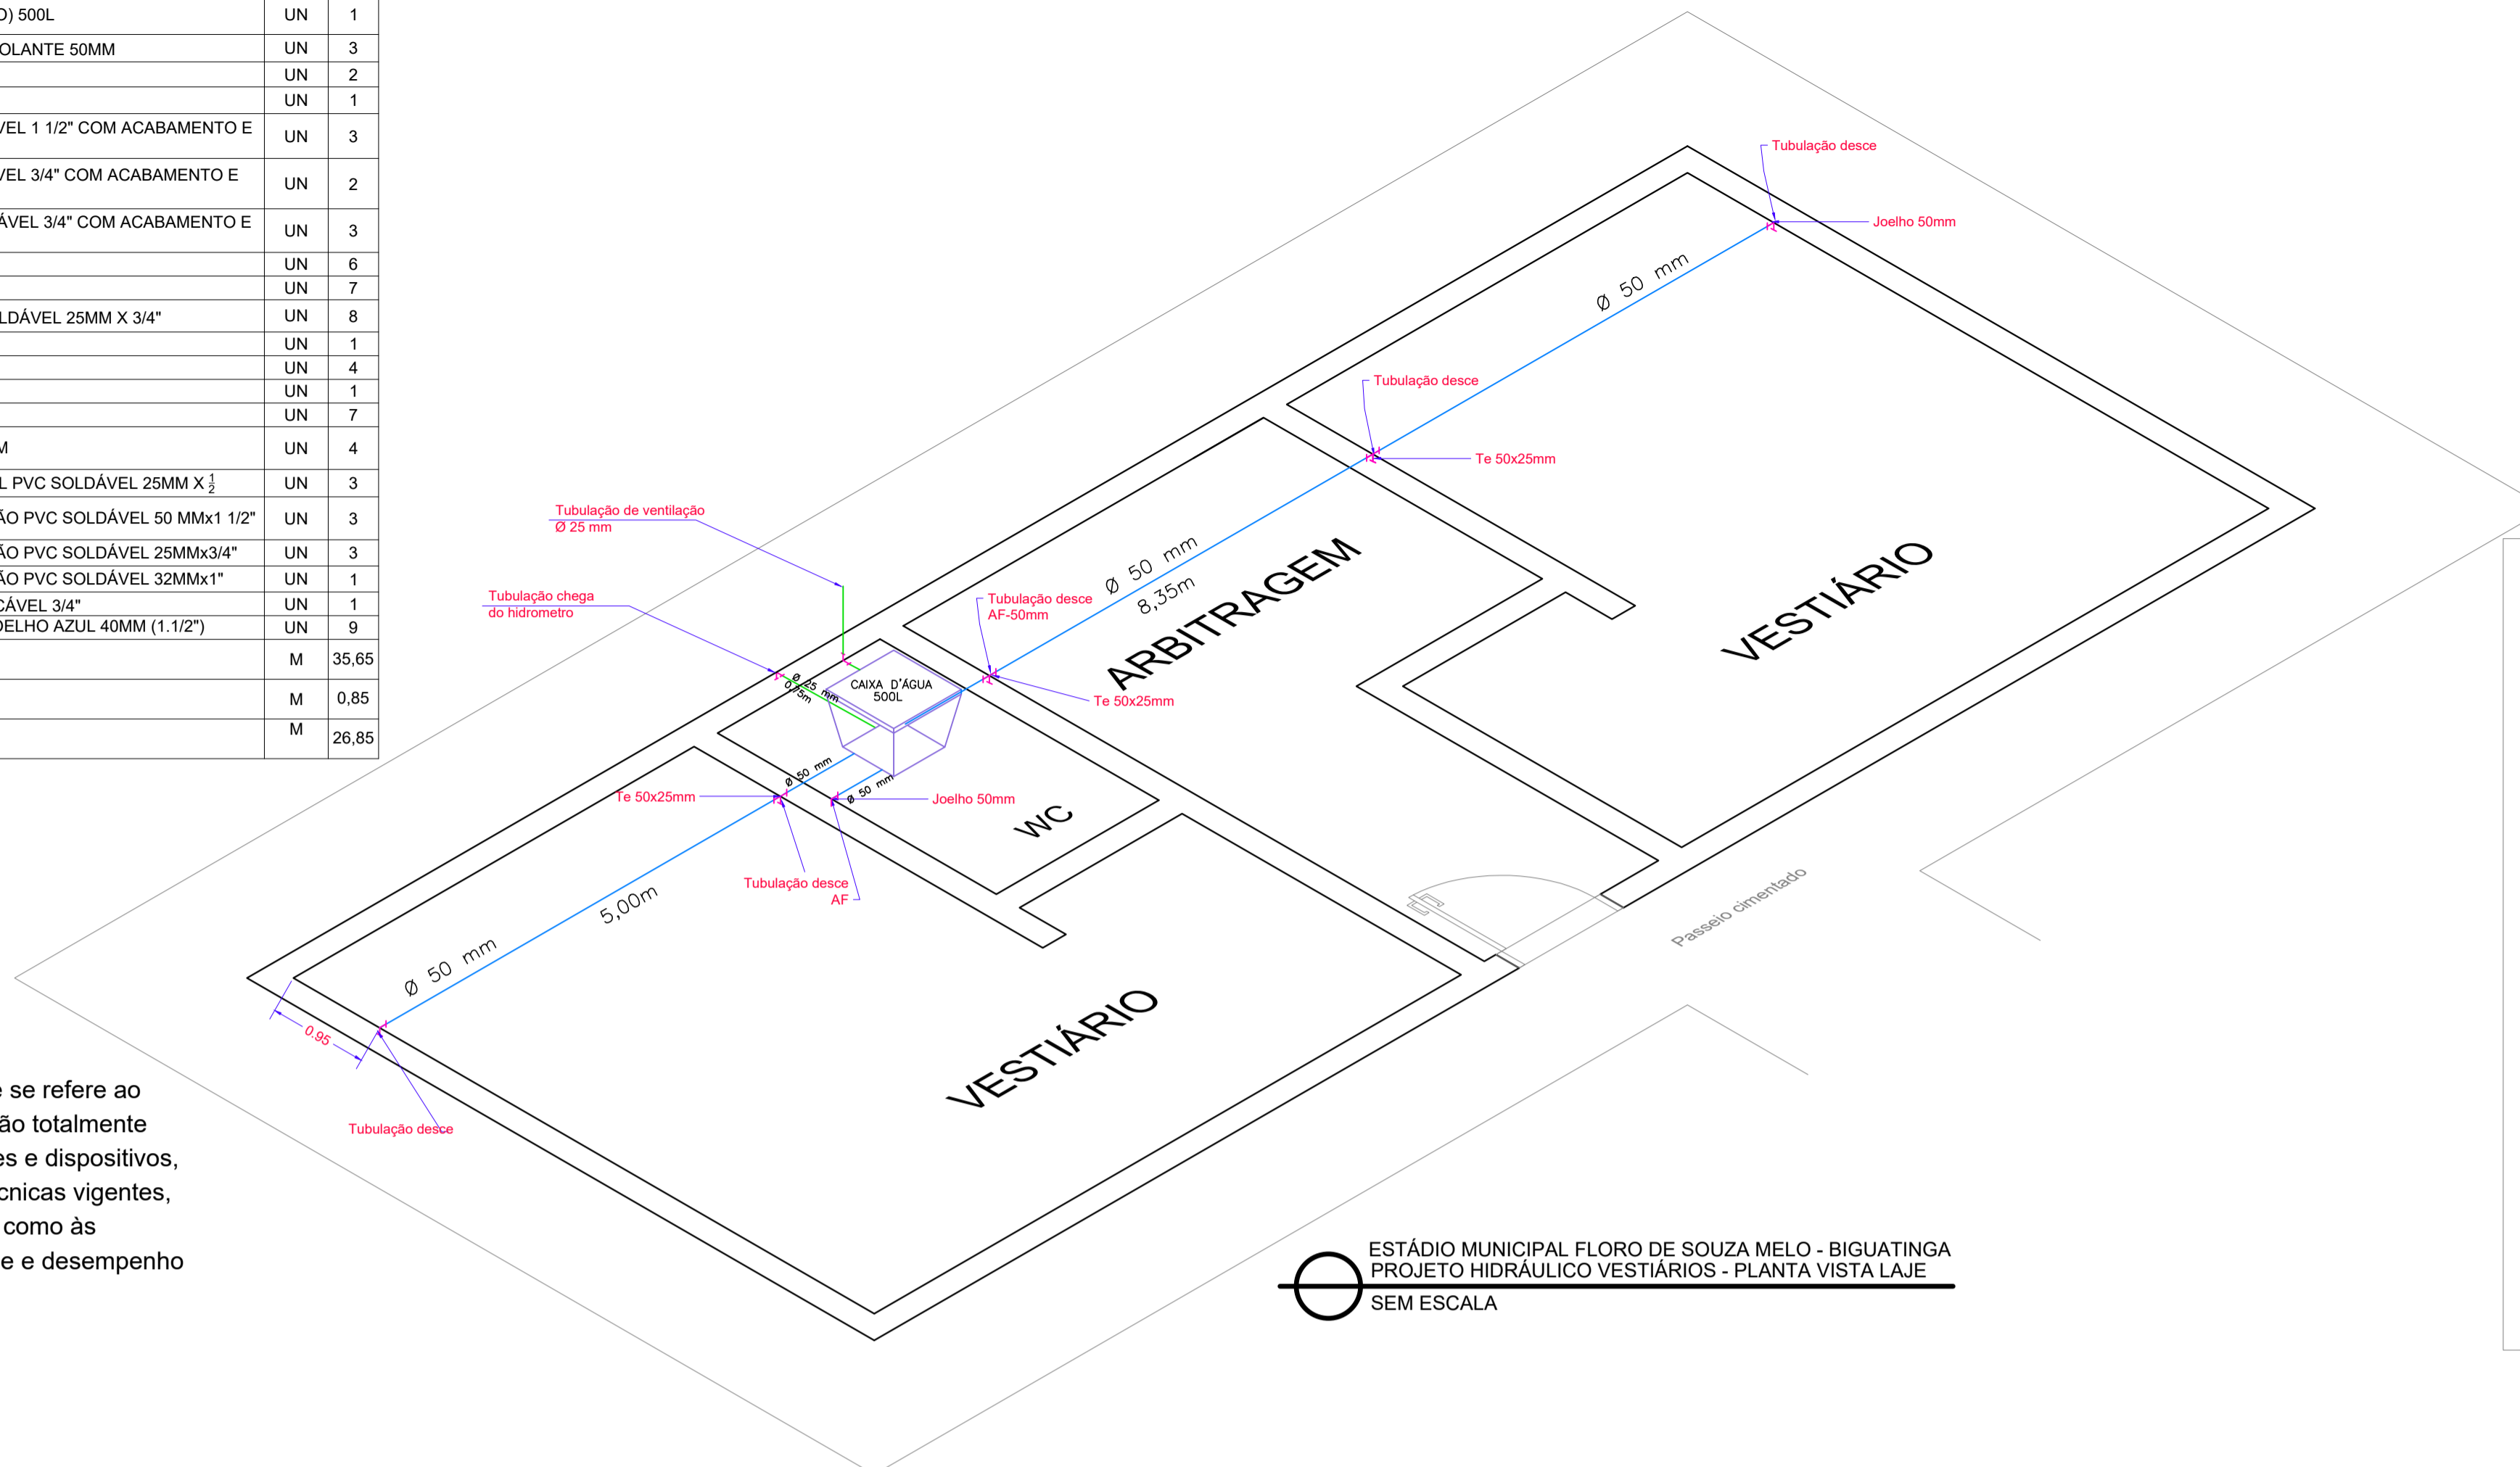 O) 500L UN 1
OLANTE 50MM UN 3
UN 2
UN 1
VEL 1 1/2" COM ACABAMENTO E UN 3
VEL 3/4" COM ACABAMENTO E UN 2
ÁVEL 3/4" COM ACABAMENTO E UN 3
UN 6
UN 7
LDÁVEL 25MM X 3/4" UN 8
UN 1
UN 4
UN 1
UN 7
M UN 4
L PVC SOLDÁVEL 25MM X 1/2 UN 3
ÃO PVC SOLDÁVEL 50 MMx1 1/2" UN 3
ÃO PVC SOLDÁVEL 25MMx3/4" UN 3
ÃO PVC SOLDÁVEL 32MMx1" UN 1
CÁVEL 3/4" UN 1
OELHO AZUL 40MM (1.1/2") UN 9
M 35,65
M 0,85
M 26,85
Tubulação desce
Joelho 50mm
Ø 50 mm
Tubulação desce
Te 50x25mm
Tubulação de ventilação
Ø 25 mm
Tubulação chega
do hidrometro
Ø 50 mm
8,35m
Tubulação desce
AF-50mm
Te 50x25mm
ARBITRAGEM
VESTIÁRIO
Ø 25 mm
0,75m
CAIXA D'ÁGUA
500L
Ø 50 mm
Ø 50 mm
Te 50x25mm
Joelho 50mm
WC
Tubulação desce
AF
5,00m
Ø 50 mm
0.95
Tubulação desce
VESTIÁRIO
Passeio cimentado
e se refere ao
ão totalmente
es e dispositivos,
cnicas vigentes,
como às
e e desempenho
ESTÁDIO MUNICIPAL FLORO DE SOUZA MELO - BIGUATINGA
PROJETO HIDRÁULICO VESTIÁRIOS - PLANTA VISTA LAJE
SEM ESCALA